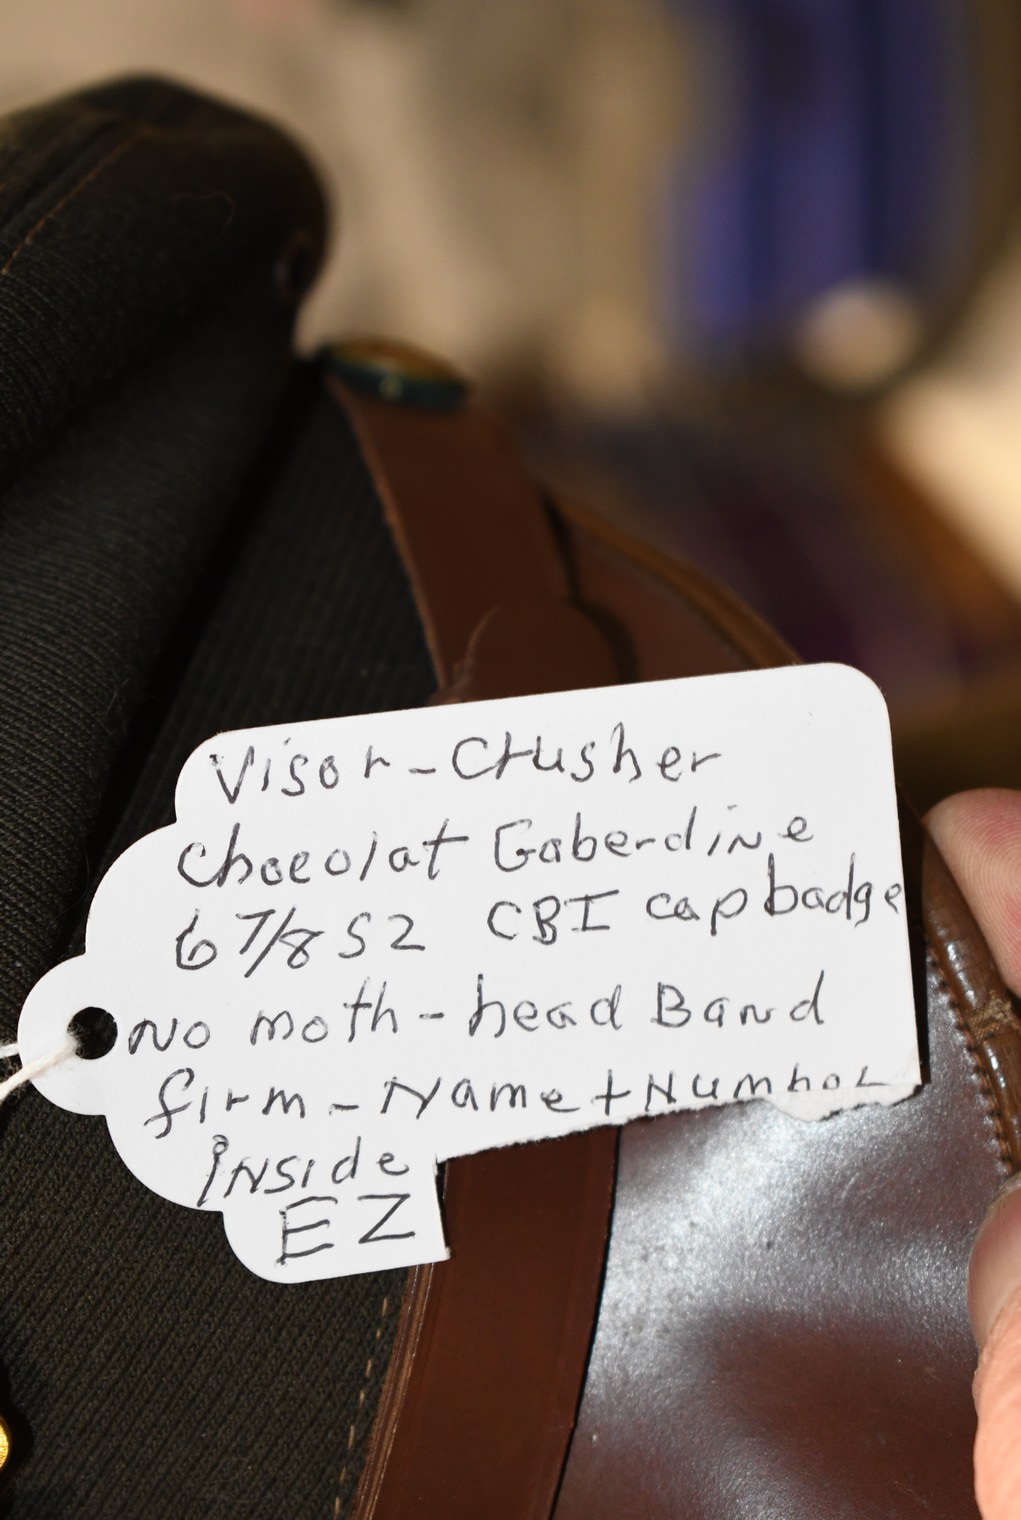 Visor-Crusher
Chocolat Gaberdine
6 7/8 SZ CBI cap badge
No moth-head Band
firm-Name+Number
Inside
EZ